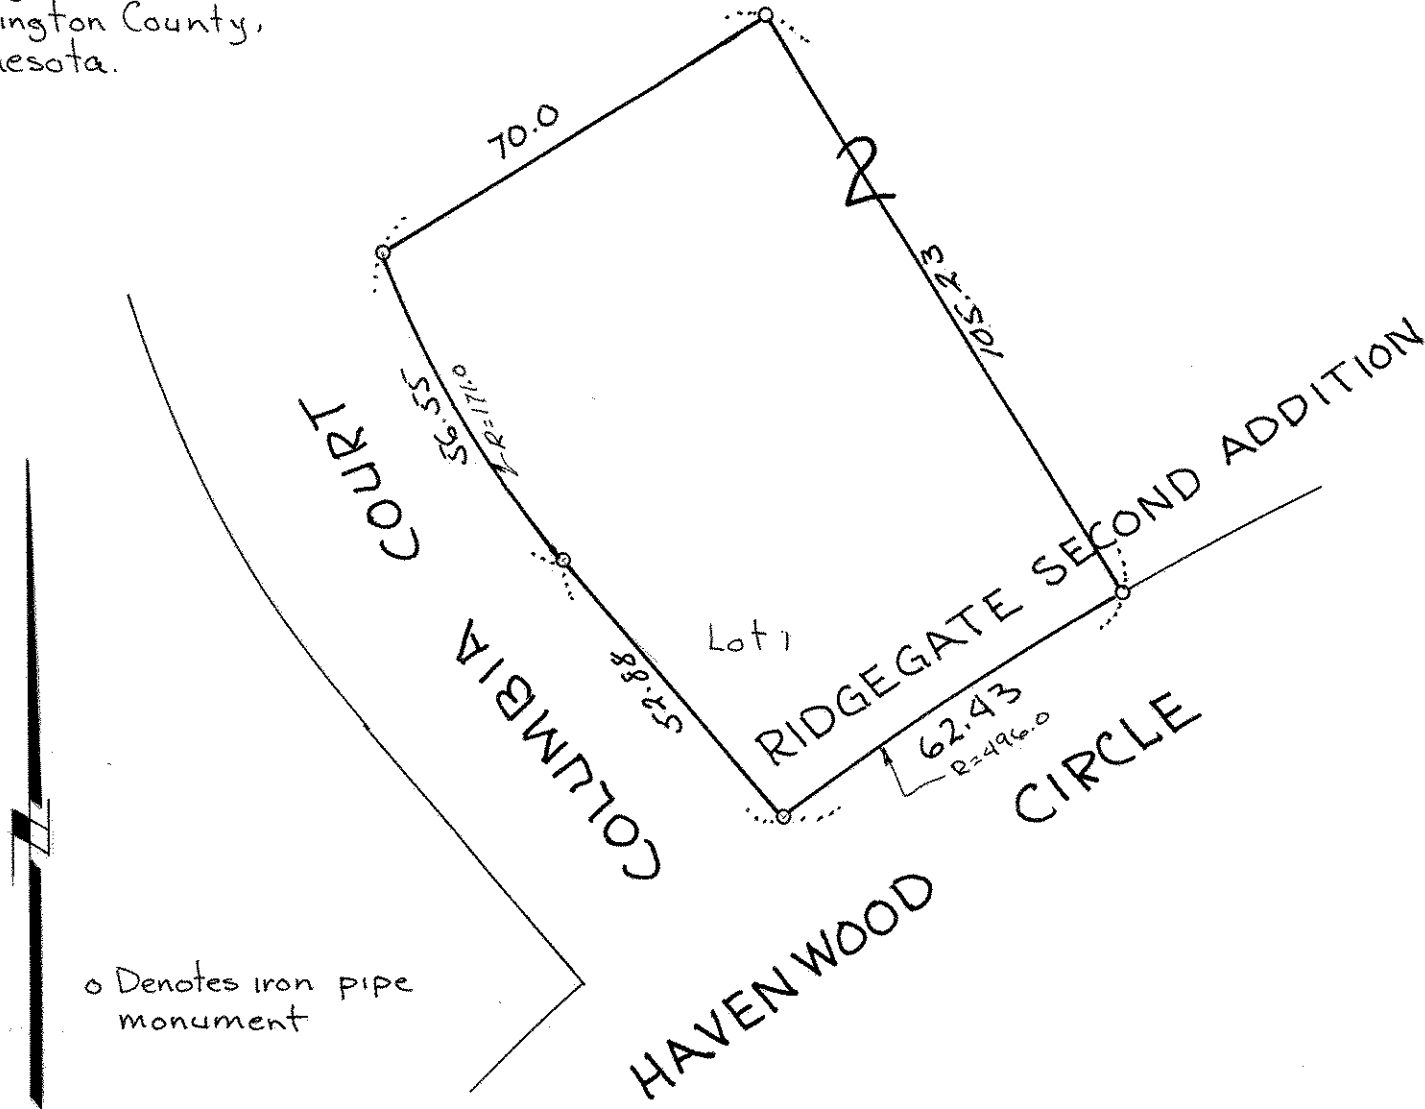 ington County,
esota.
70.0
2
105.23
56.55
R=171.0
COLUMBIA COURT
52.88
Lot 1
RIDGEGATE SECOND ADDITION
62.43
R=496.0
HAVENWOOD CIRCLE
o Denotes iron pipe
monument